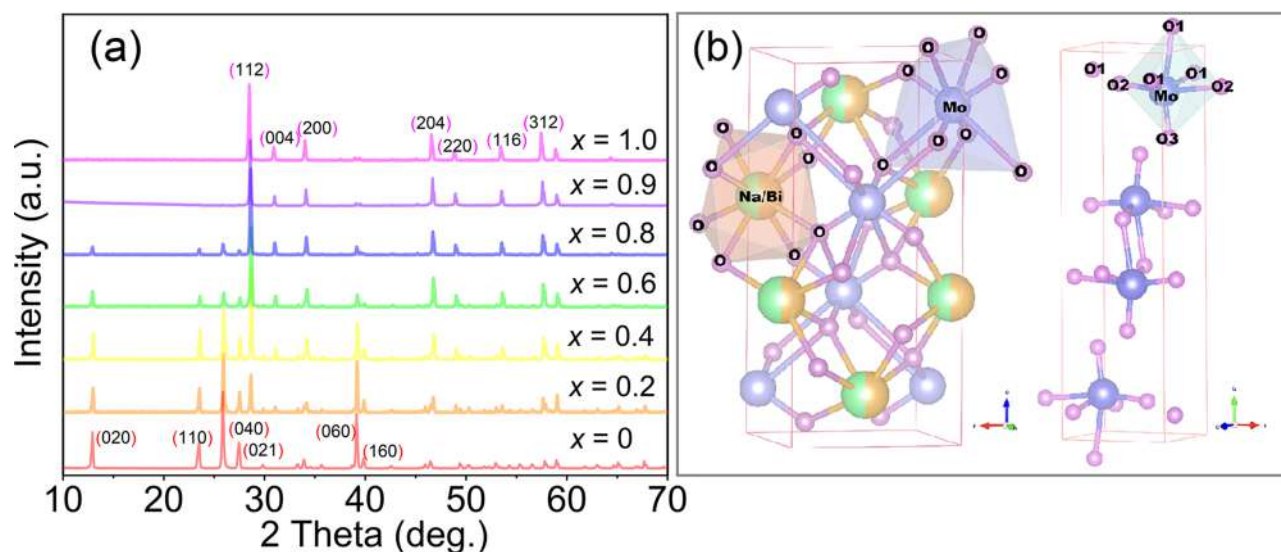 (a)
(112)
(004)
(200)
(204)
(220)
(116)
(312)
x = 1.0
x = 0.9
x = 0.8
x = 0.6
x = 0.4
x = 0.2
x = 0
(020)
(110)
(040)
(021)
(060)
(160)
Intensity (a.u.)
10 20 30 40 50 60 70
2 Theta (deg.)
(b)
O
O
O
O
O
O
O
O
Mo
O
O
O
O
O
O
O
O
Na/Bi
O1
O1
O1
O1
O2
O2
Mo
O3